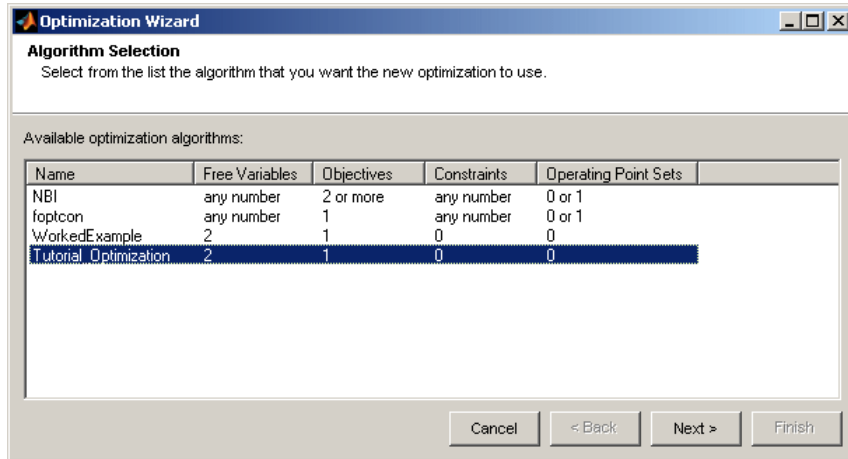 Optimization Wizard
Algorithm Selection
Select from the list the algorithm that you want the new optimization to use.
Available optimization algorithms:
Name Free Variables Objectives Constraints Operating Point Sets
NBI any number 2 or more any number 0 or 1
foptcon any number 1 any number 0 or 1
WorkedExample 2 1 0 0
Tutorial_Optimization 2 1 0 0
Cancel < Back Next > Finish